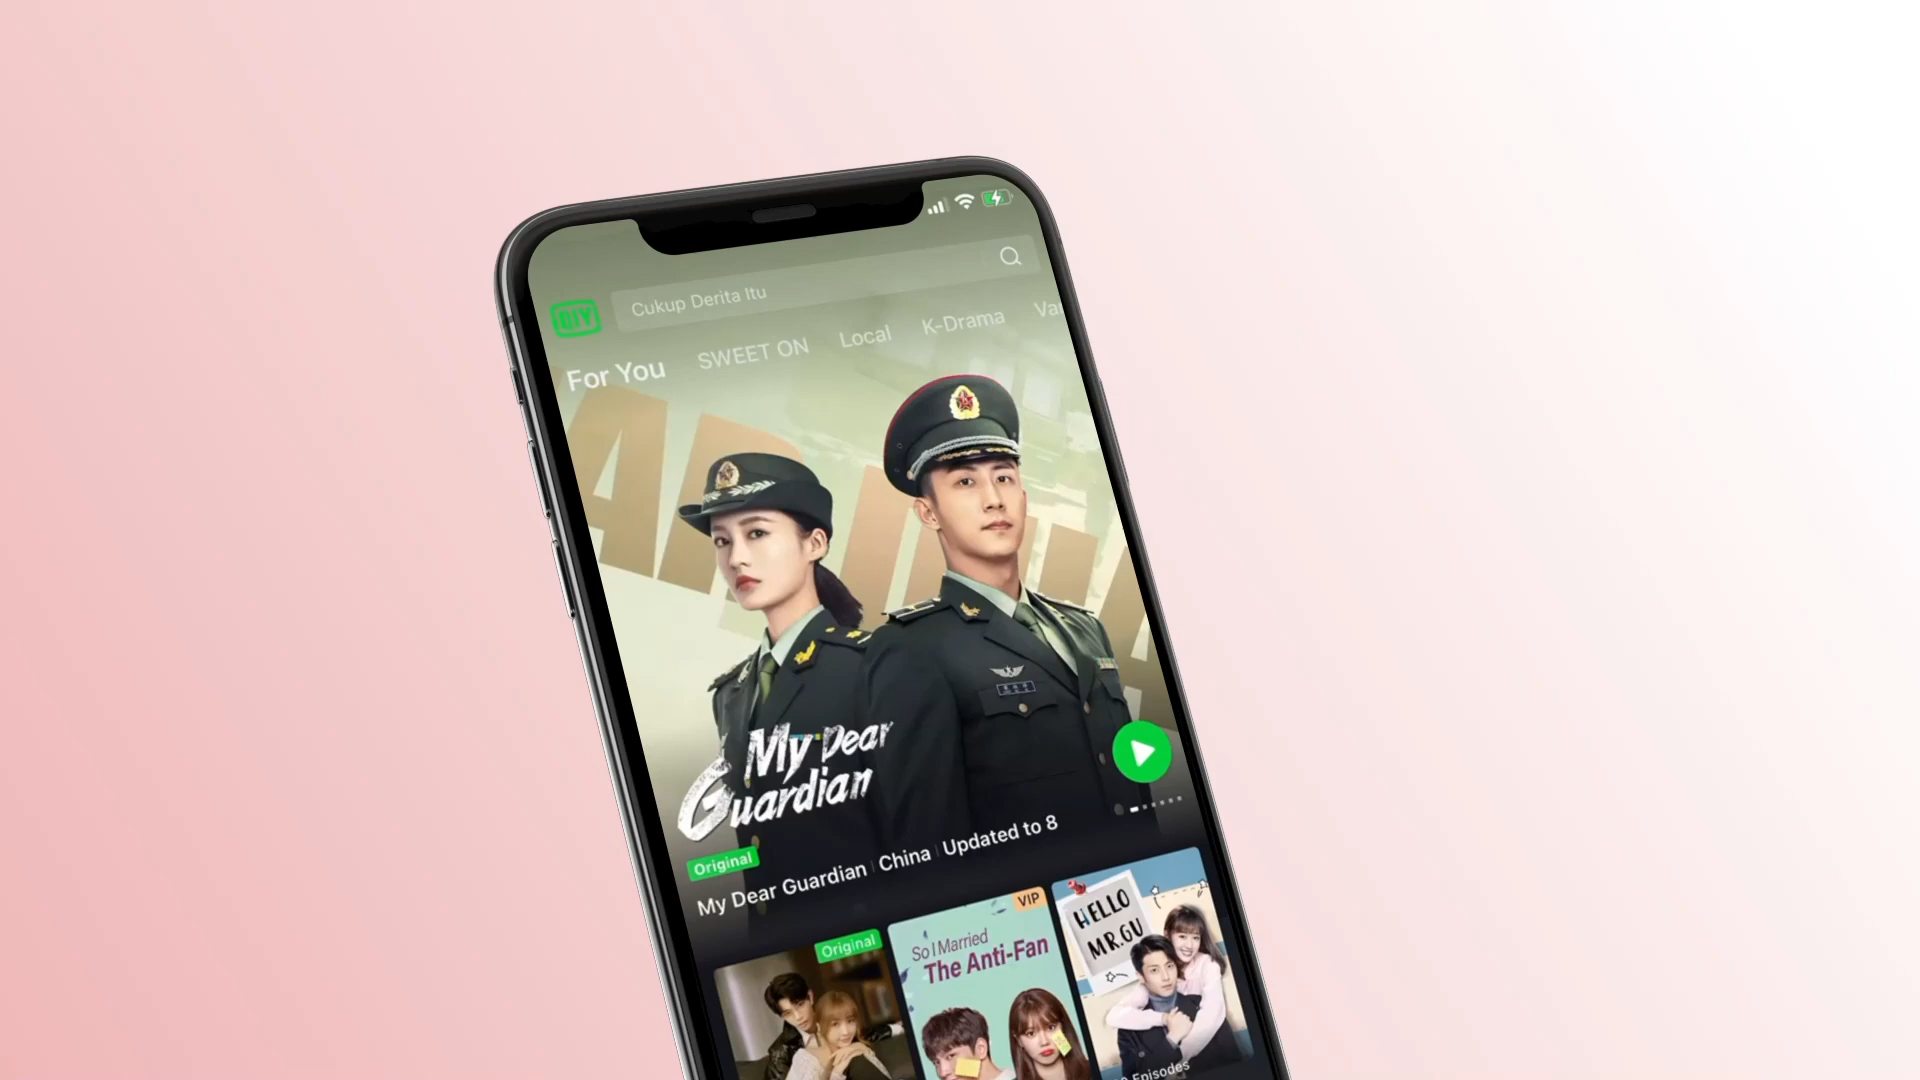 iQIYI
Cukup Derita Itu
For You
SWEET ON
Local
K-Drama
My Dear
Guardian
Original
My Dear Guardian | China | Updated to 8
Original
VIP
So I Married
The Anti-Fan
HELLO
MR.GU
Episodes